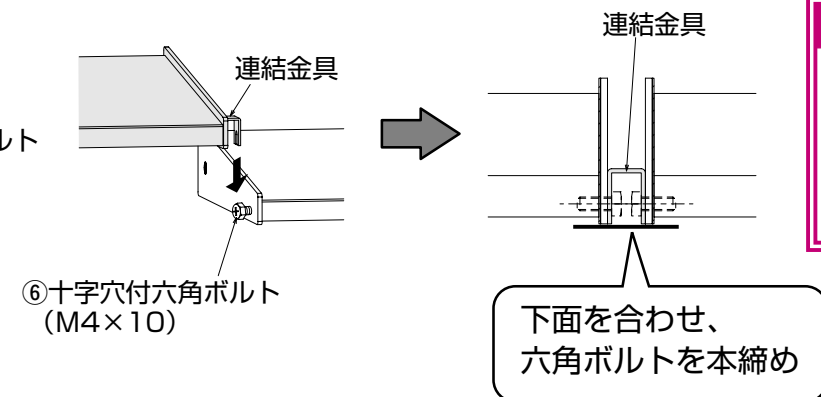 連結金具
ルト
⑥十字穴付六角ボルト
（M4×10）
連結金具
下面を合わせ、
六角ボルトを本締め